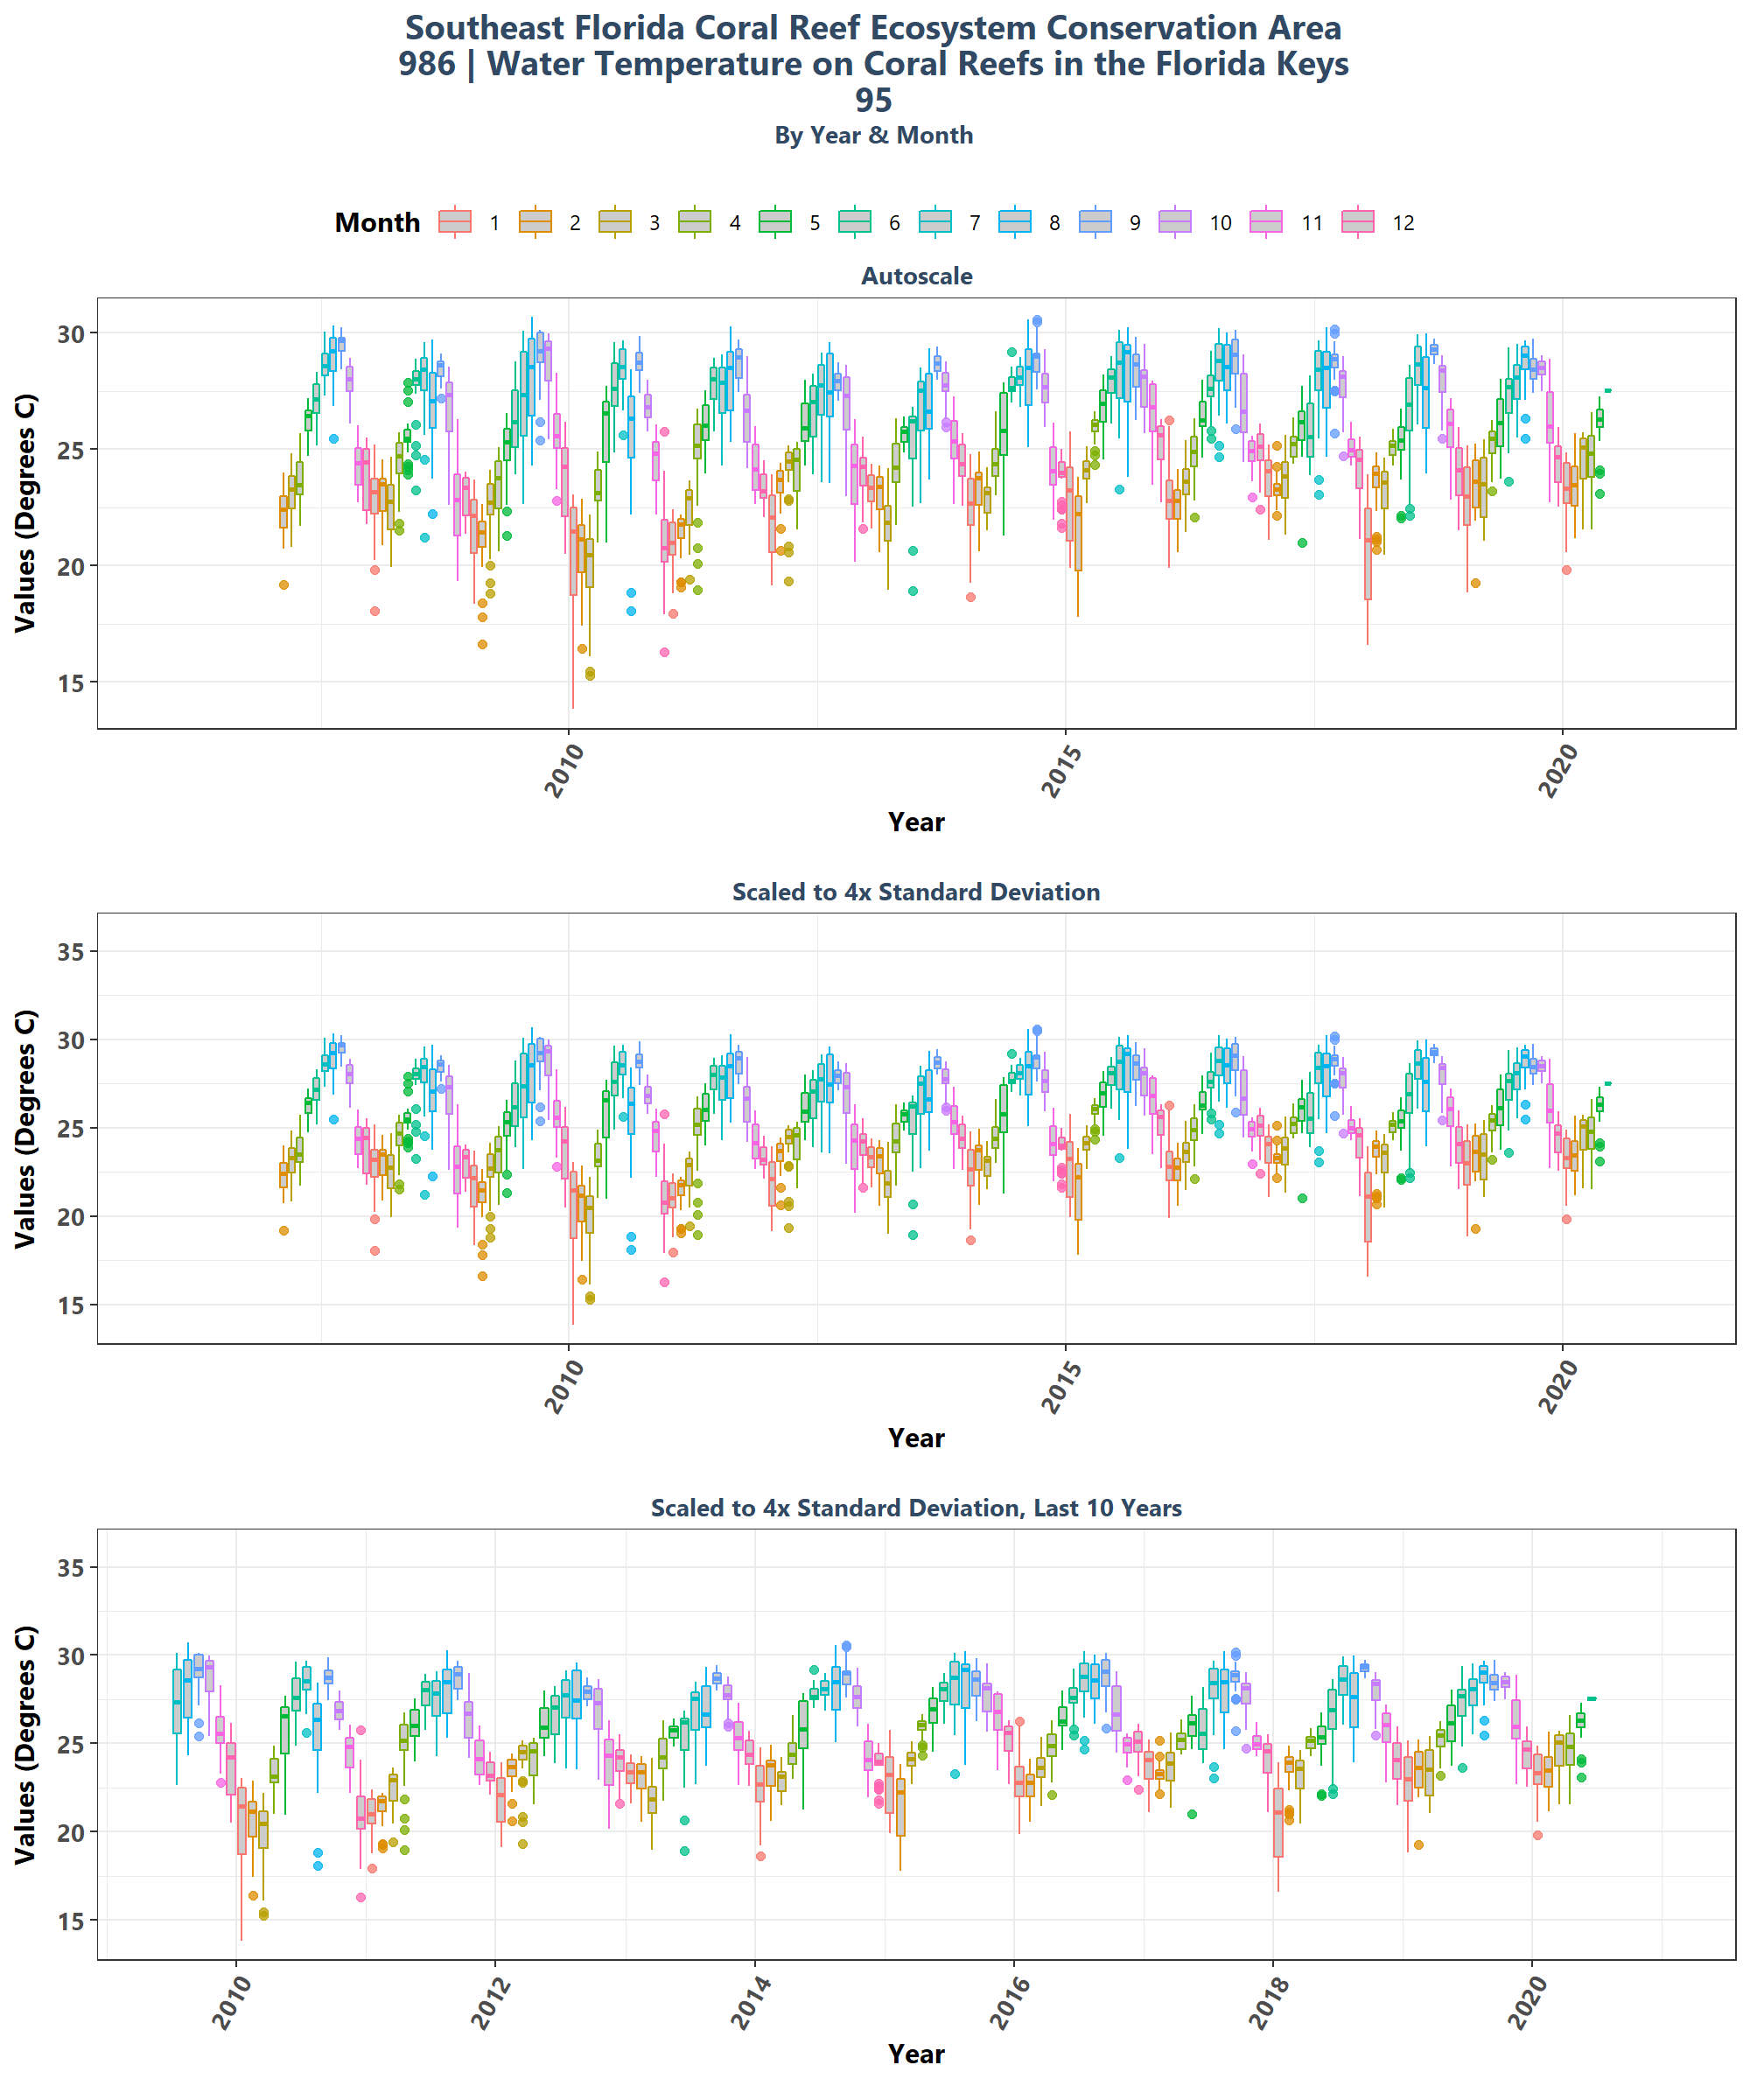 Southeast Florida Coral Reef Ecosystem Conservation Area
986 | Water Temperature on Coral Reefs in the Florida Keys
95
By Year & Month
Month 1 2 3 4 5 6 7 8 9 10 11 12
Autoscale
Values (Degrees C)
30
25
20
15
2010 2015 2020
Year
Scaled to 4x Standard Deviation
Values (Degrees C)
35
30
25
20
15
2010 2015 2020
Year
Scaled to 4x Standard Deviation, Last 10 Years
Values (Degrees C)
35
30
25
20
15
2010 2012 2014 2016 2018 2020
Year